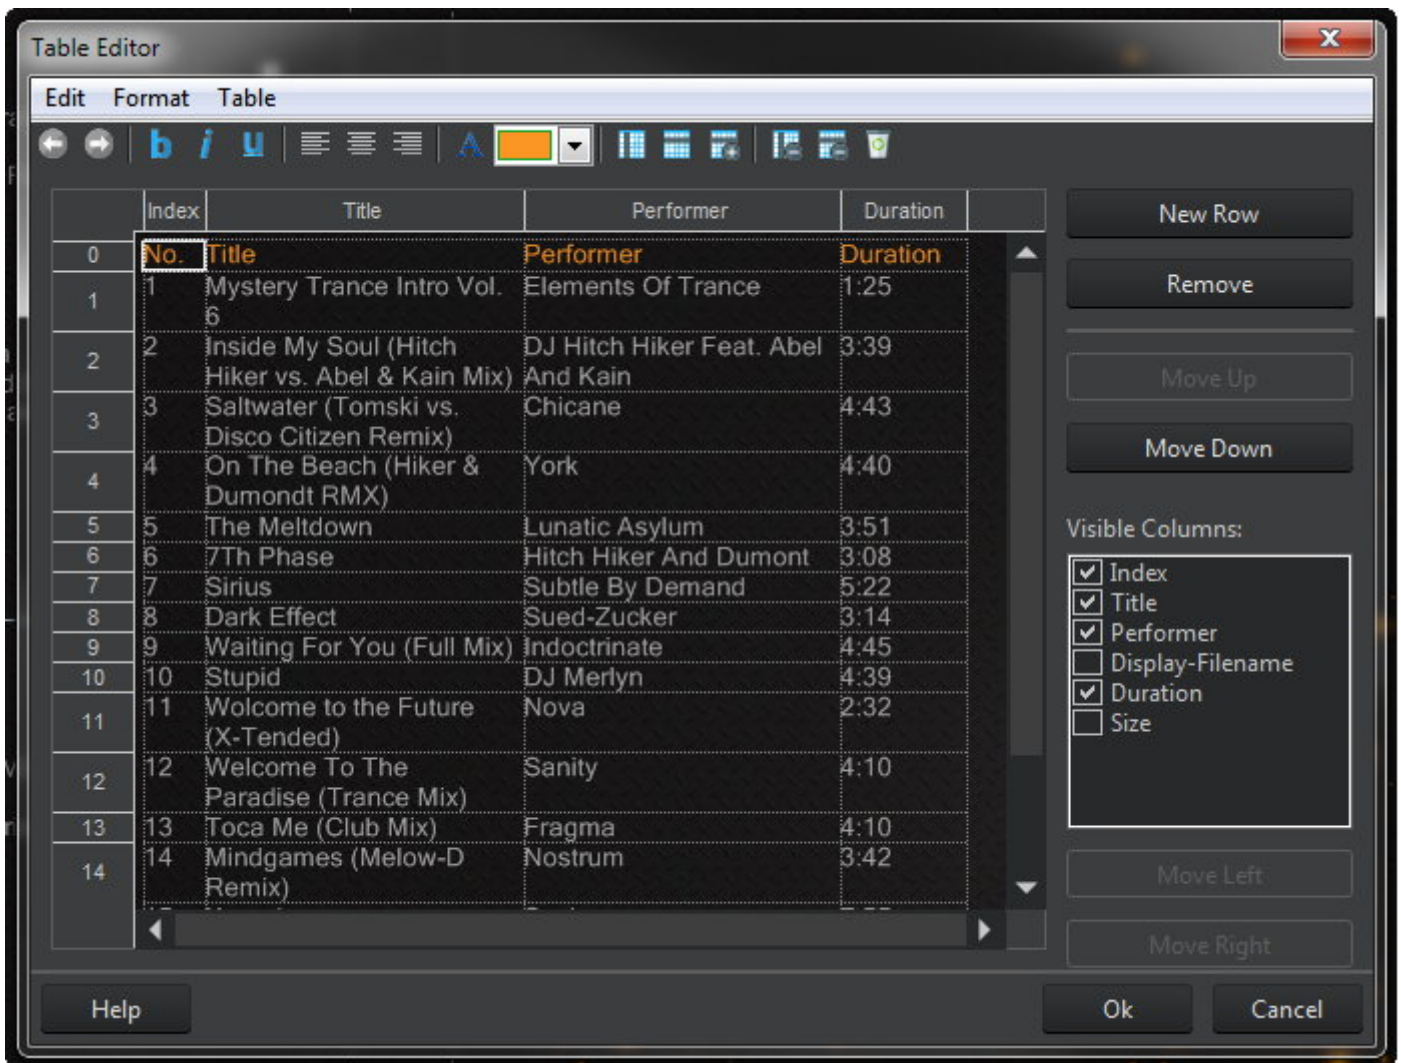 Table Editor
Edit Format Table
b i u A
Index Title Performer Duration
0 No. Title Performer Duration
1 1 Mystery Trance Intro Vol. Elements Of Trance 1:25
6
2 2 Inside My Soul (Hitch DJ Hitch Hiker Feat. Abel 3:39
Hiker vs. Abel & Kain Mix) And Kain
3 3 Saltwater (Tomski vs. Chicane 4:43
Disco Citizen Remix)
4 4 On The Beach (Hiker & York 4:40
Dumondt RMX)
5 5 The Meltdown Lunatic Asylum 3:51
6 6 7Th Phase Hitch Hiker And Dumont 3:08
7 7 Sirius Subtle By Demand 5:22
8 8 Dark Effect Sued-Zucker 3:14
9 9 Waiting For You (Full Mix) Indoctrinate 4:45
10 10 Stupid DJ Merlyn 4:39
11 11 Wolcome to the Future Nova 2:32
(X-Tended)
12 12 Welcome To The Sanity 4:10
Paradise (Trance Mix)
13 13 Toca Me (Club Mix) Fragma 4:10
14 14 Mindgames (Melow-D Nostrum 3:42
Remix)
New Row
Remove
Move Up
Move Down
Visible Columns:
Index
Title
Performer
Display-Filename
Duration
Size
Move Left
Move Right
Help Ok Cancel